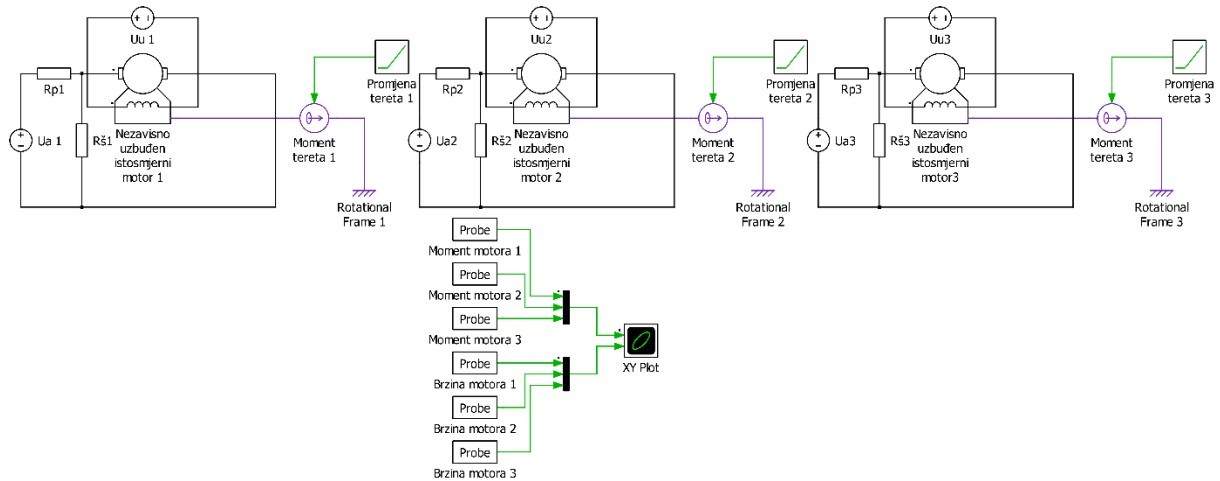 Uu 1
Rp1
Ua 1
Rš1
Nezavisno
uzbuđen
istosmjerni
motor 1
Promjena
tereta 1
Moment
tereta 1
Rotational
Frame 1
Uu2
Rp2
Ua2
Rš2
Nezavisno
uzbuđen
istosmjerni
motor 2
Promjena
tereta 2
Moment
tereta 2
Rotational
Frame 2
Uu3
Rp3
Ua3
Rš3
Nezavisno
uzbuđen
istosmjerni
motor3
Promjena
tereta 3
Moment
tereta 3
Rotational
Frame 3
Probe
Moment motora 1
Probe
Moment motora 2
Probe
Moment motora 3
Probe
Brzina motora 1
Probe
Brzina motora 2
Probe
Brzina motora 3
XY Plot